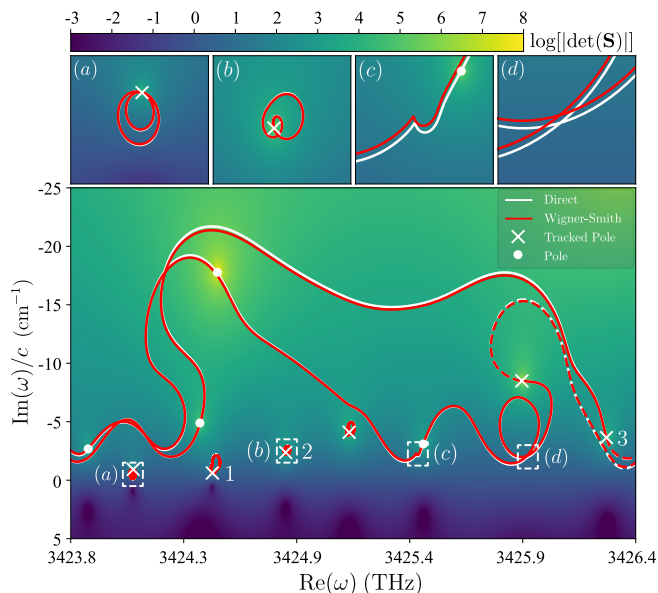 -3 -2 -1 0 1 2 3 4 5 6 7 8
log[|det(S)|]
(a) (b) (c) (d)
-25
-20
-15
-10
-5
0
5
Im(ω)/c (cm⁻¹)
Direct
Wigner-Smith
Tracked Pole
Pole
(a) 1 (b) 2 (c) (d) 3
3423.8 3424.3 3424.9 3425.4 3425.9 3426.4
Re(ω) (THz)